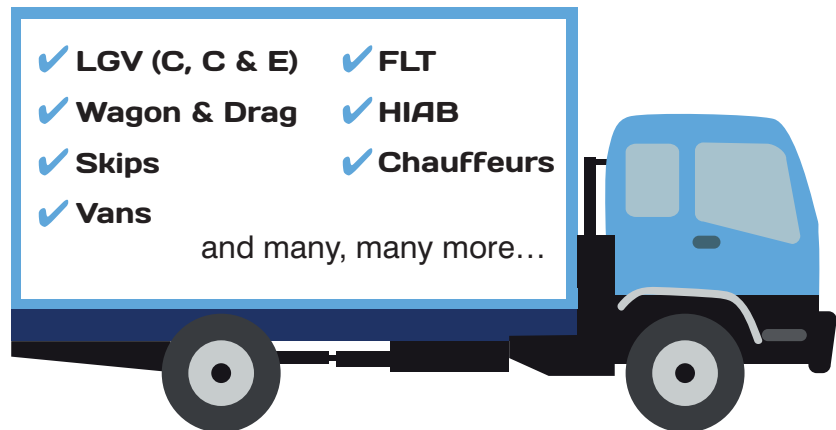 ✔ LGV (C, C & E)
✔ Wagon & Drag
✔ Skips
✔ Vans
✔ FLT
✔ HIAB
✔ Chauffeurs
and many, many more…